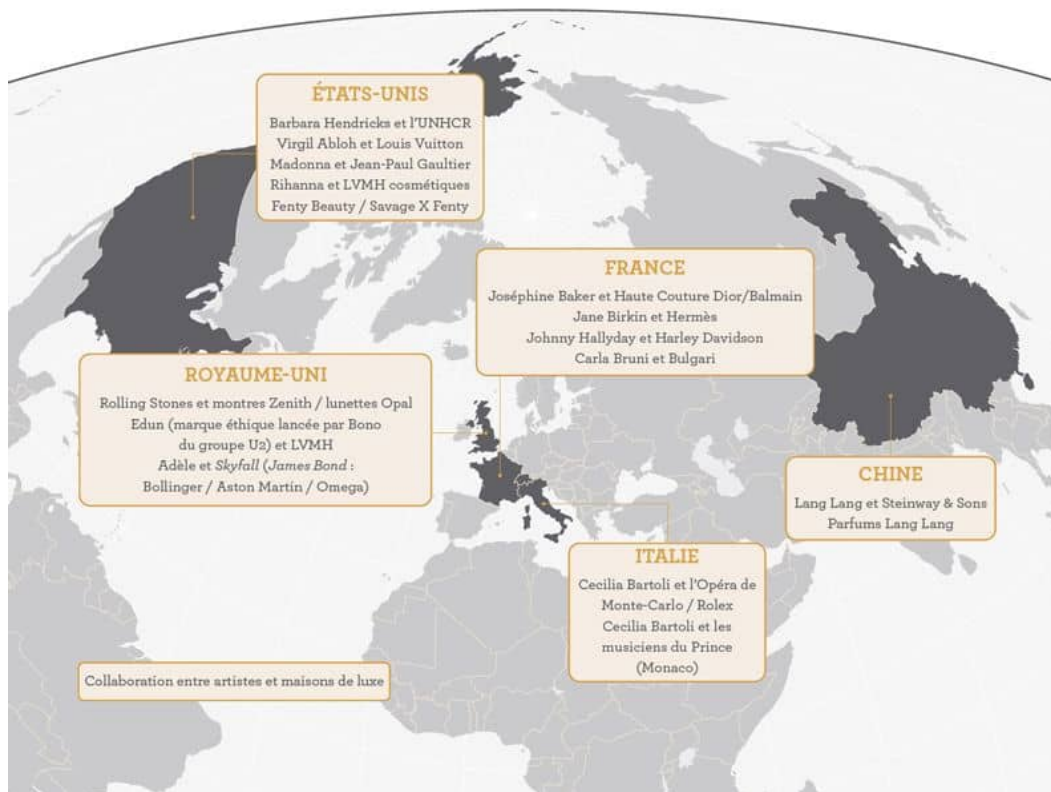 ÉTATS-UNIS
Barbara Hendricks et l'UNHCR
Virgil Abloh et Louis Vuitton
Madonna et Jean-Paul Gaultier
Rihanna et LVMH cosmétiques
Fenty Beauty / Savage X Fenty
FRANCE
Joséphine Baker et Haute Couture Dior/Balmain
Jane Birkin et Hermès
Johnny Hallyday et Harley Davidson
Carla Bruni et Bulgari
ROYAUME-UNI
Rolling Stones et montres Zenith / lunettes Opal
Edun (marque éthique lancée par Bono
du groupe U2) et LVMH
Adèle et Skyfall (James Bond :
Bollinger / Aston Martin / Omega)
CHINE
Lang Lang et Steinway & Sons
Parfums Lang Lang
ITALIE
Cecilia Bartoli et l'Opéra de
Monte-Carlo / Rolex
Cecilia Bartoli et les
musiciens du Prince
(Monaco)
Collaboration entre artistes et maisons de luxe